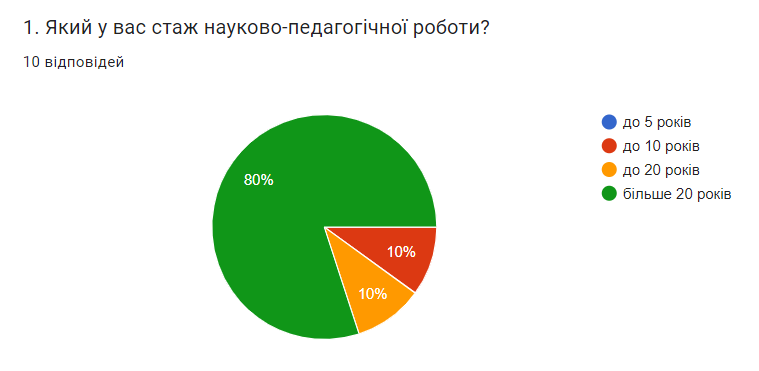 1. Який у вас стаж науково-педагогічної роботи?
10 відповідей
до 5 років
до 10 років
до 20 років
більше 20 років
80%
10%
10%